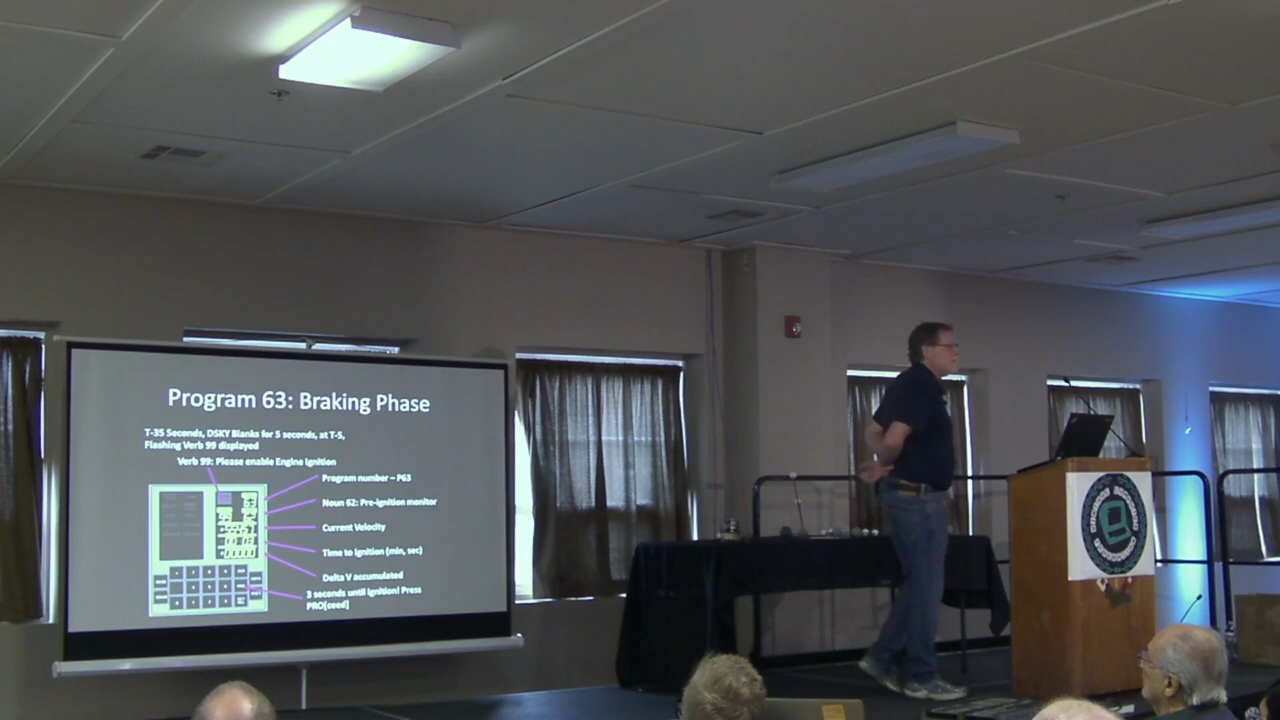 Program 63: Braking Phase
T-35 Seconds, DSKY Blanks for 5 seconds, at T-5,
Flashing Verb 99 displayed
Verb 99: Please enable Engine Ignition
Program number – P63
Noun 62: Pre-ignition monitor
Current Velocity
Time to Ignition (min, sec)
Delta V accumulated
3 seconds until ignition! Press
PRO[ceed]